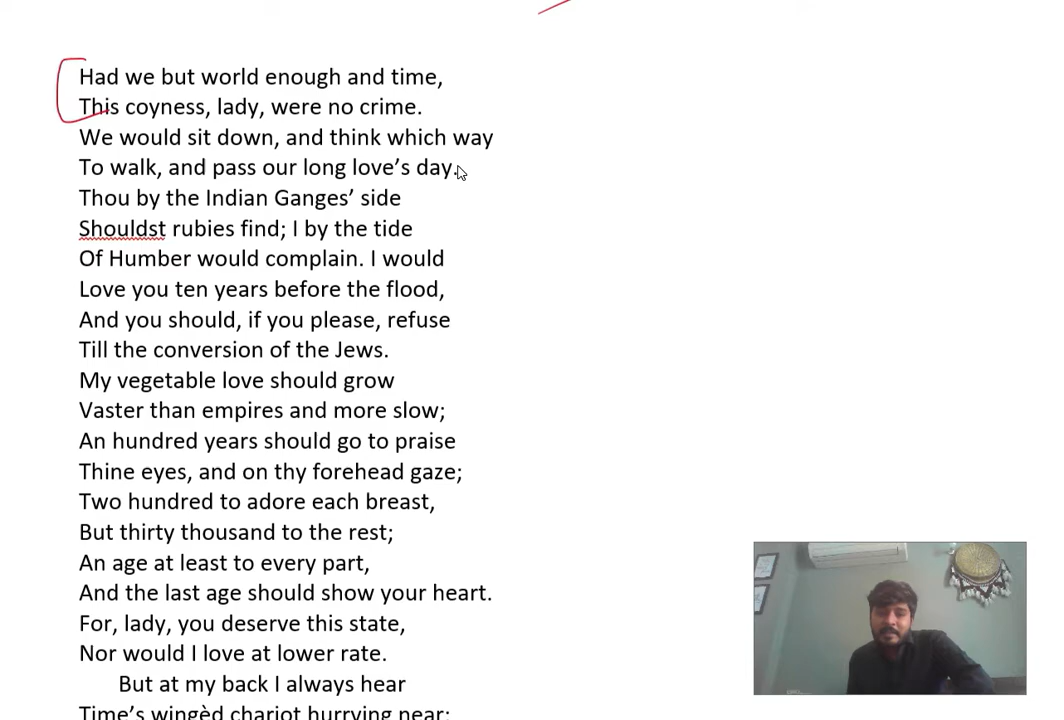 Had we but world enough and time,
This coyness, lady, were no crime.
We would sit down, and think which way
To walk, and pass our long love’s day.
Thou by the Indian Ganges’ side
Shouldst rubies find; I by the tide
Of Humber would complain. I would
Love you ten years before the flood,
And you should, if you please, refuse
Till the conversion of the Jews.
My vegetable love should grow
Vaster than empires and more slow;
An hundred years should go to praise
Thine eyes, and on thy forehead gaze;
Two hundred to adore each breast,
But thirty thousand to the rest;
An age at least to every part,
And the last age should show your heart.
For, lady, you deserve this state,
Nor would I love at lower rate.
But at my back I always hear
Time’s wingèd chariot hurrying near;